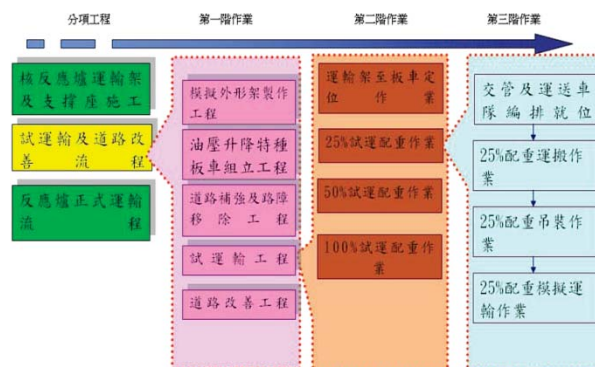 分項工程
第一階作業
第二階作業
第三階作業
核反應爐運輸架
及支撐座施工
試運輸及道路改
善流程
反應爐正式運輸
流程
模擬外形架製作
工程
油壓升降特種
板車組立工程
道路補強及路障
移除工程
試運輸工程
道路改善工程
運輸架至板車定
位作業
25%試運配重作業
50%試運配重作業
100%試運配重作
業
交管及運送車
隊編排就位
25%配重運搬作
業
25%配重吊裝作
業
25%配重模擬運
輸作業